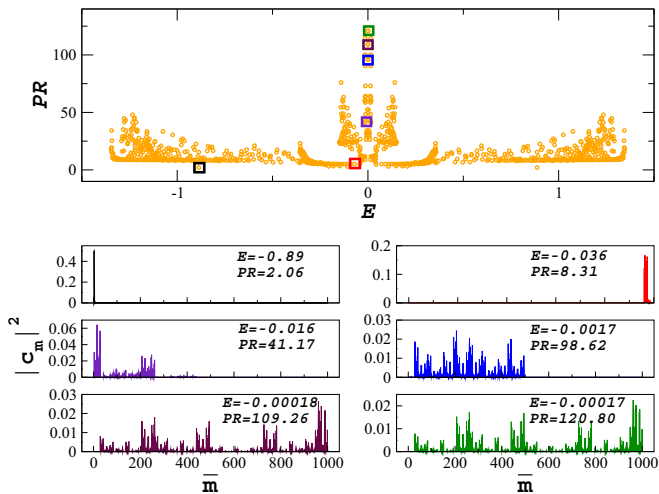 100
50
0
PR
-1
0
1
E
0.4
0.2
0.0
E=-0.89
PR=2.06
0.2
0.1
0
E=-0.036
PR=8.31
0.06
0.04
0.02
0
E=-0.016
PR=41.17
0.03
0.02
0.01
0
E=-0.0017
PR=98.62
0.03
0.02
0.01
0
E=-0.00018
PR=109.26
0.02
0.01
0
E=-0.00017
PR=120.80
|c_m|^2
0 200 400 600 800 1000
0 200 400 600 800 1000
m̅
m̅